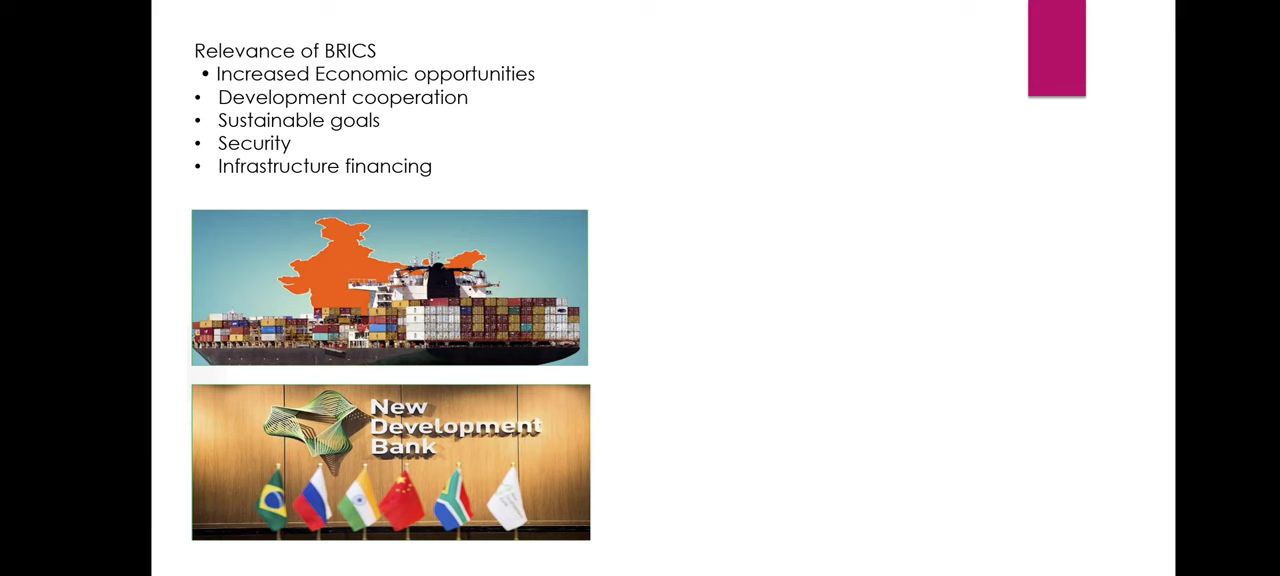 Relevance of BRICS
• Increased Economic opportunities
• Development cooperation
• Sustainable goals
• Security
• Infrastructure financing
New
Development
Bank